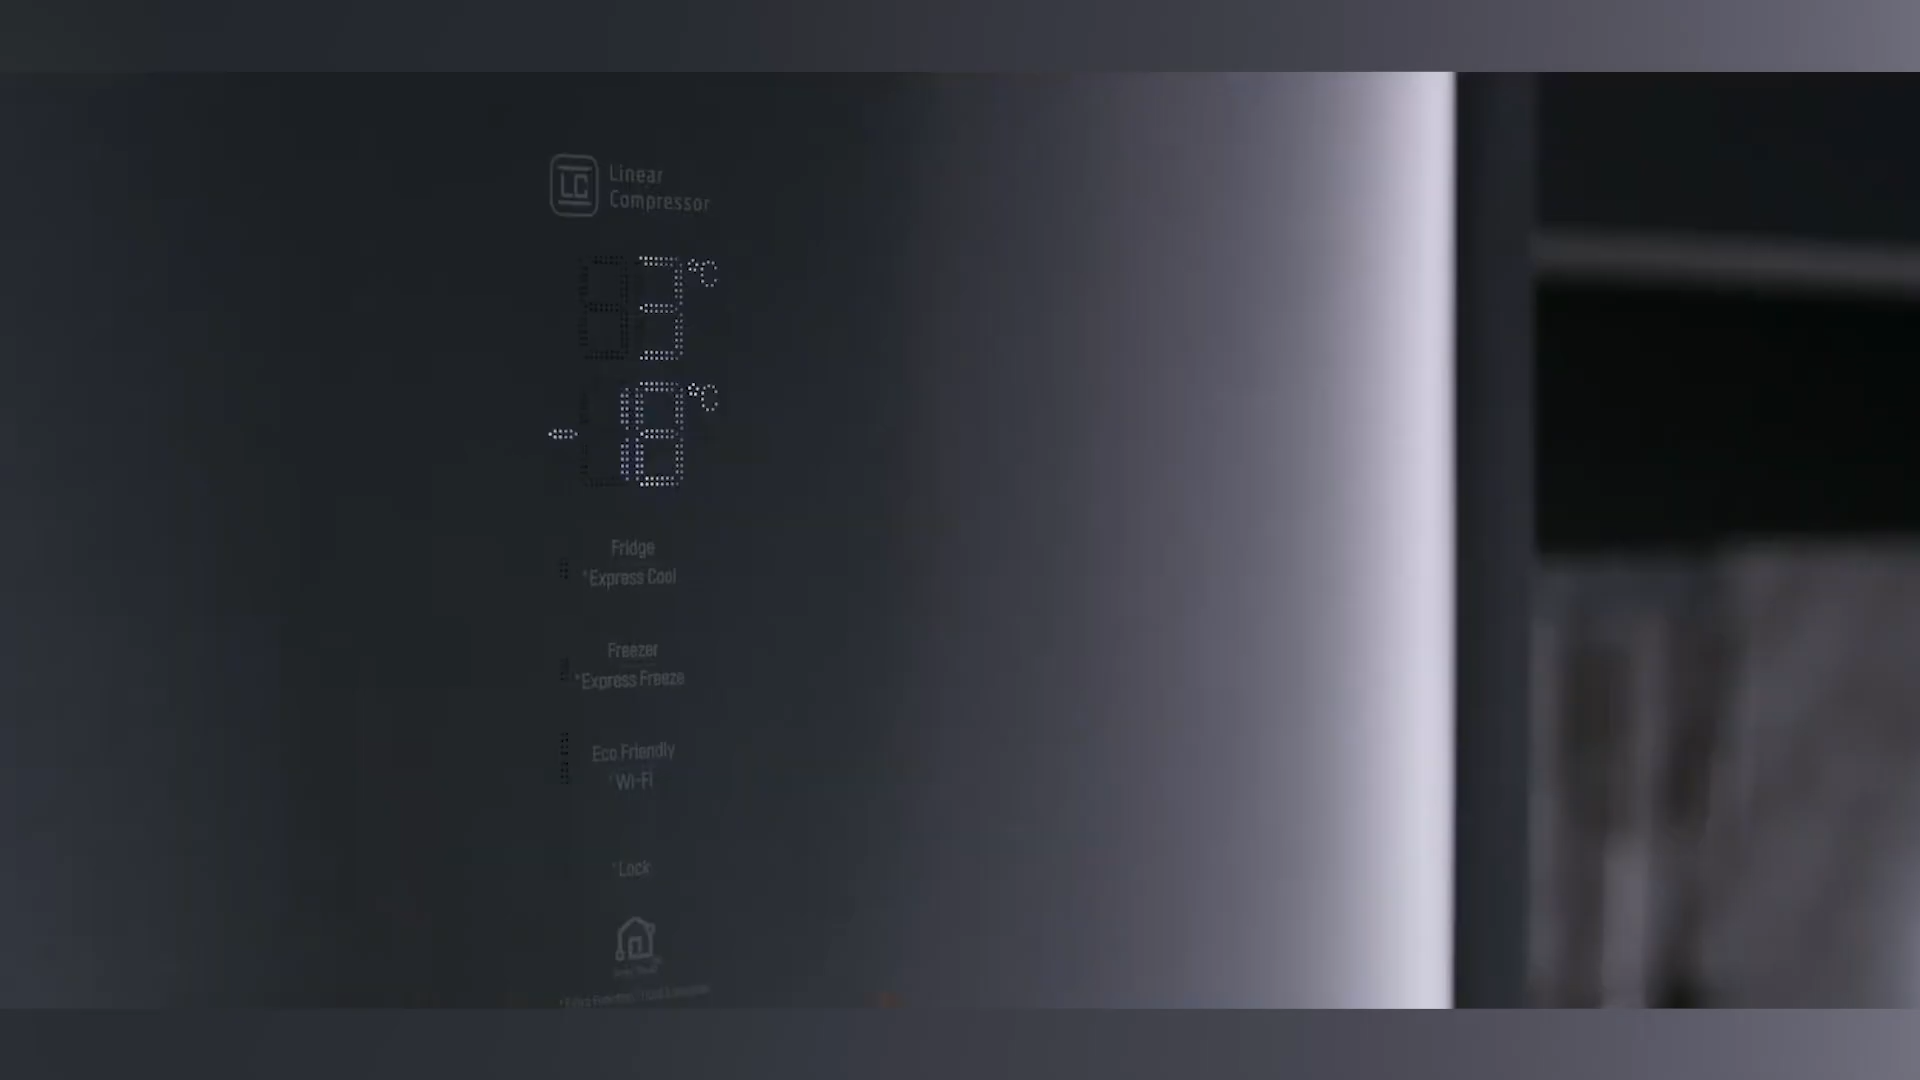 LC
Linear
Compressor
3°C
-18°C
Fridge
*Express Cool
Freezer
*Express Freeze
Eco Friendly
*Wi-Fi
*Lock